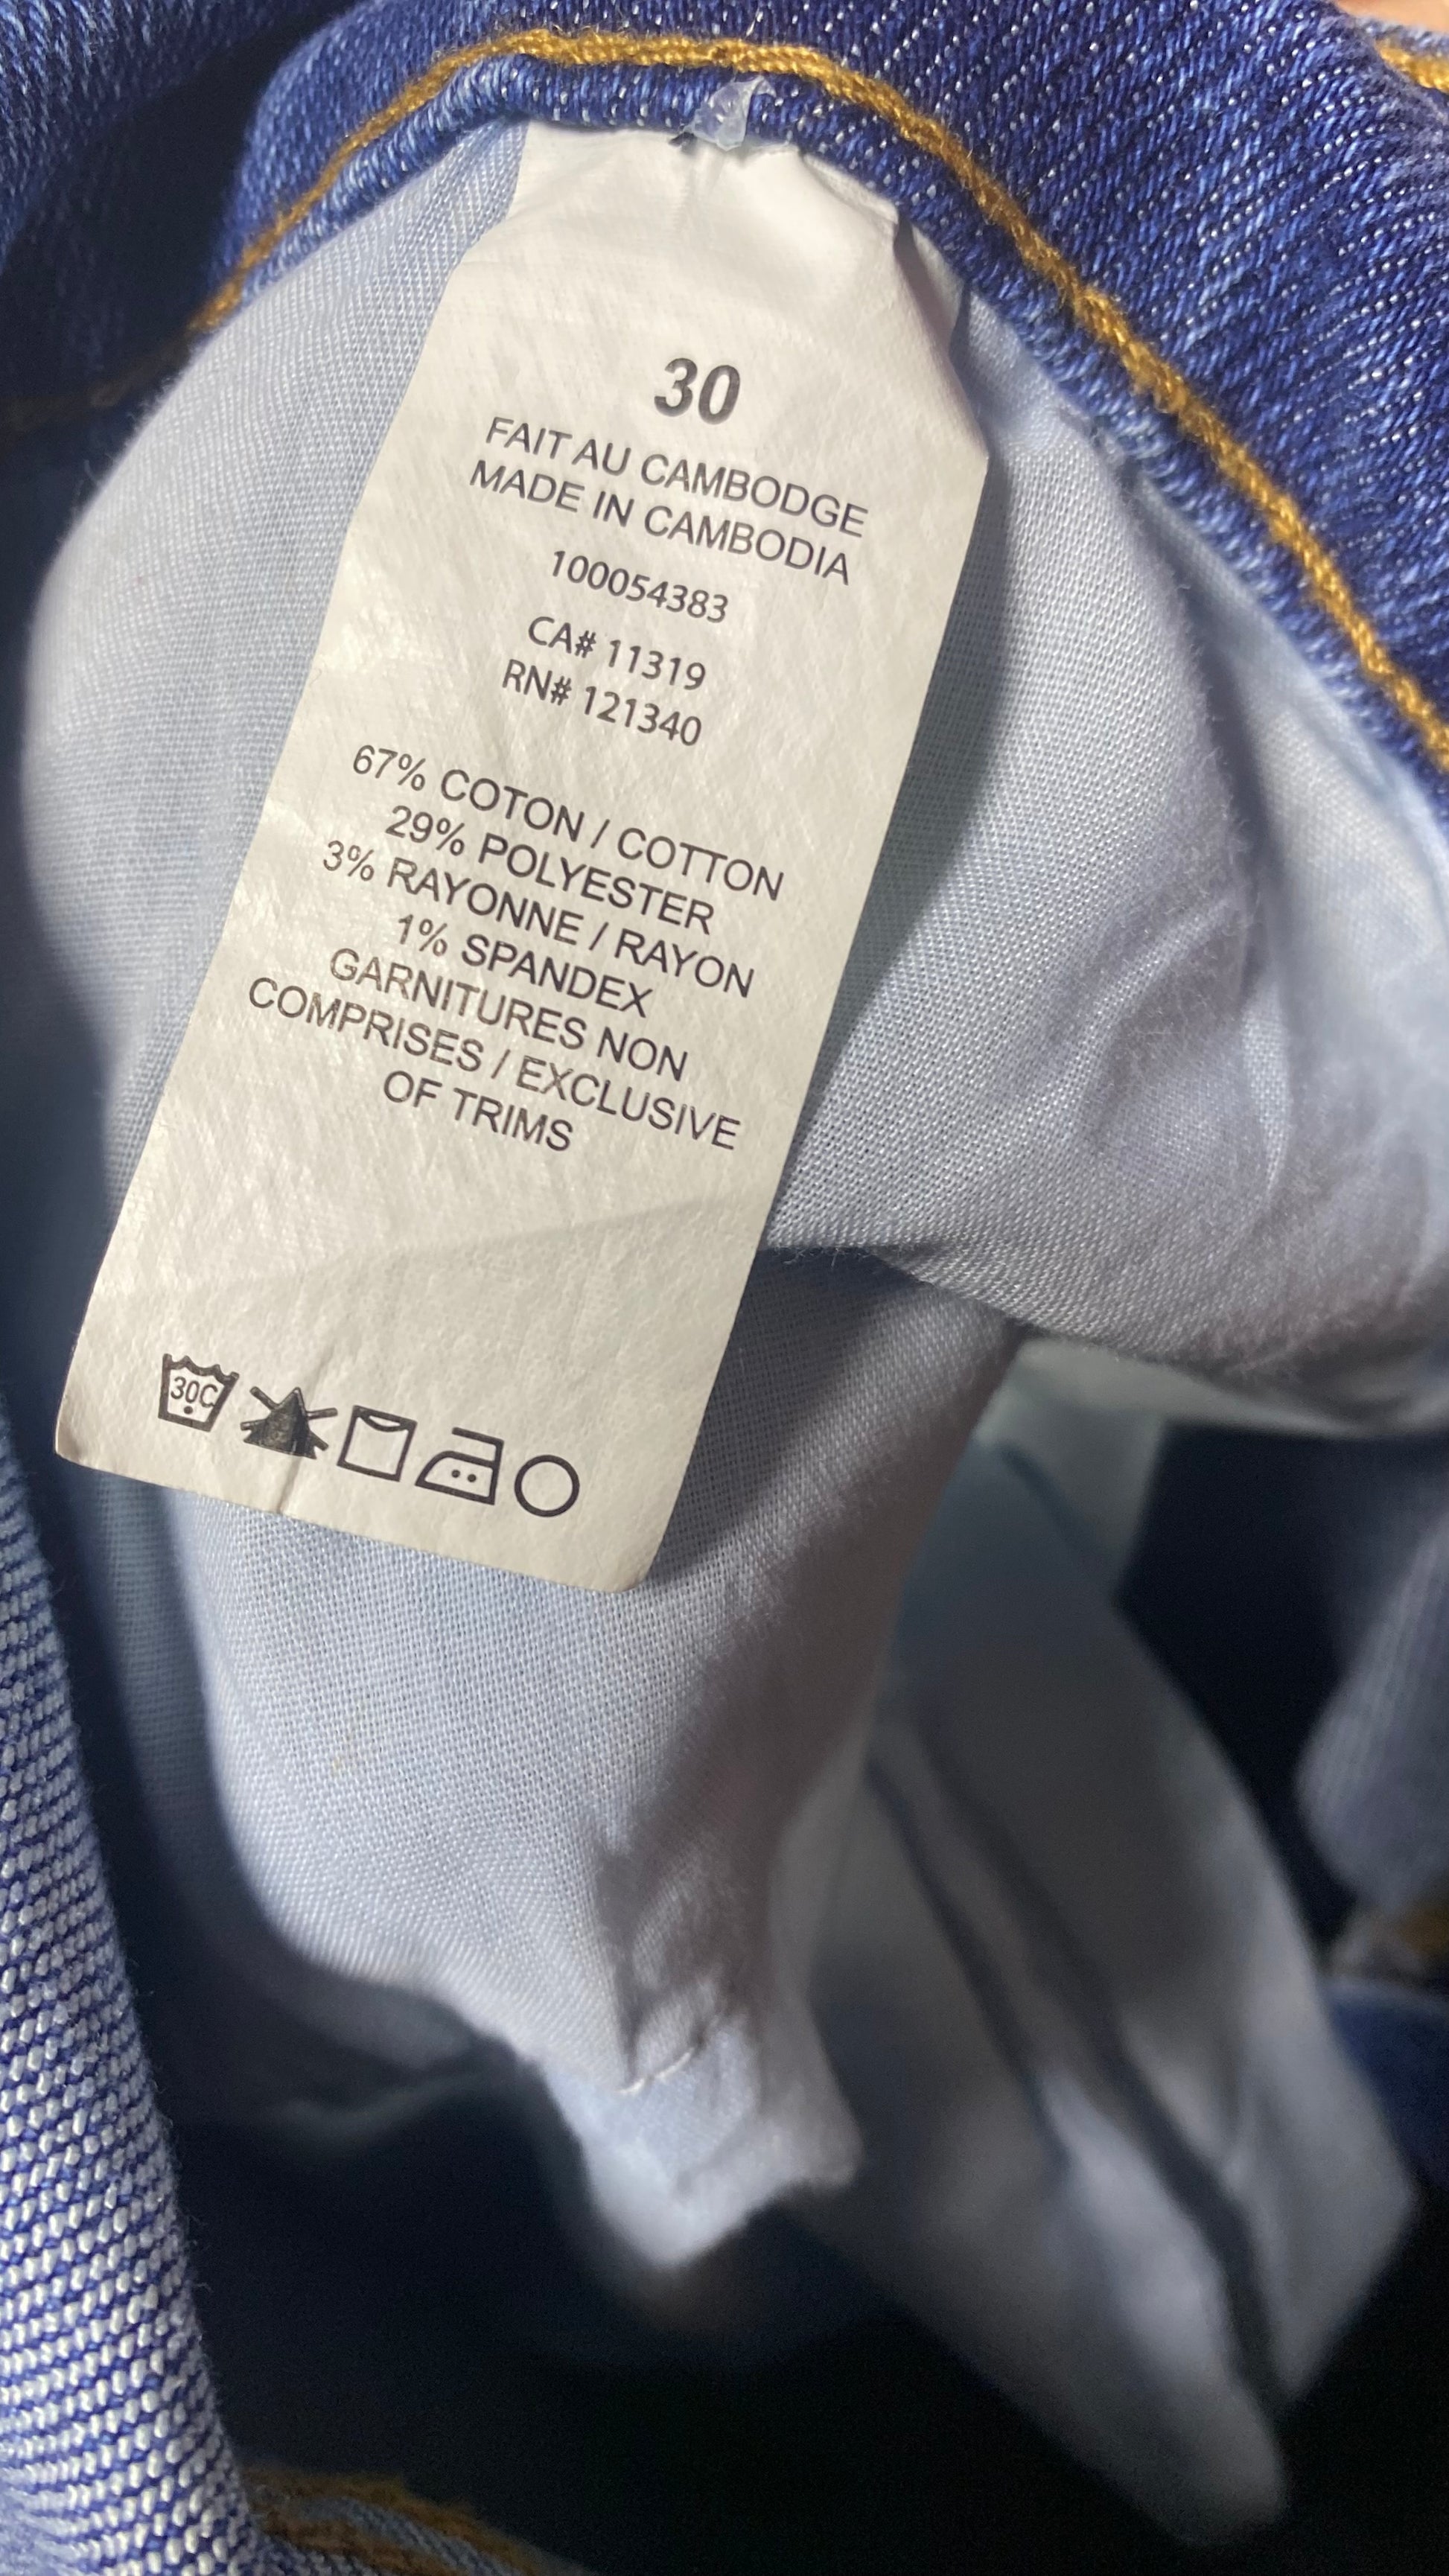 30
FAIT AU CAMBODGE
MADE IN CAMBODIA
100054383
CA# 11319
RN# 121340
67% COTON / COTTON
29% POLYESTER
3% RAYONNE / RAYON
1% SPANDEX
GARNITURES NON
COMPRISES / EXCLUSIVE
OF TRIMS
30C